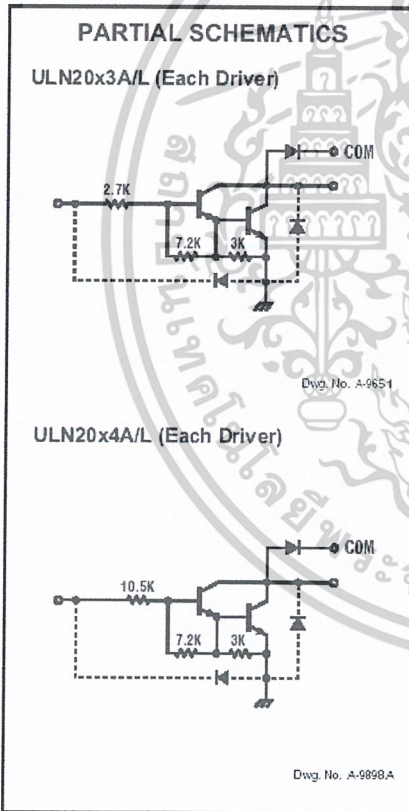 PARTIAL SCHEMATICS
ULN20x3A/L (Each Driver)
COM
2.7K
7.2K
3K
Dwg. No. A-9651
ULN20x4A/L (Each Driver)
COM
10.5K
7.2K
3K
Dwg. No. A-9898A